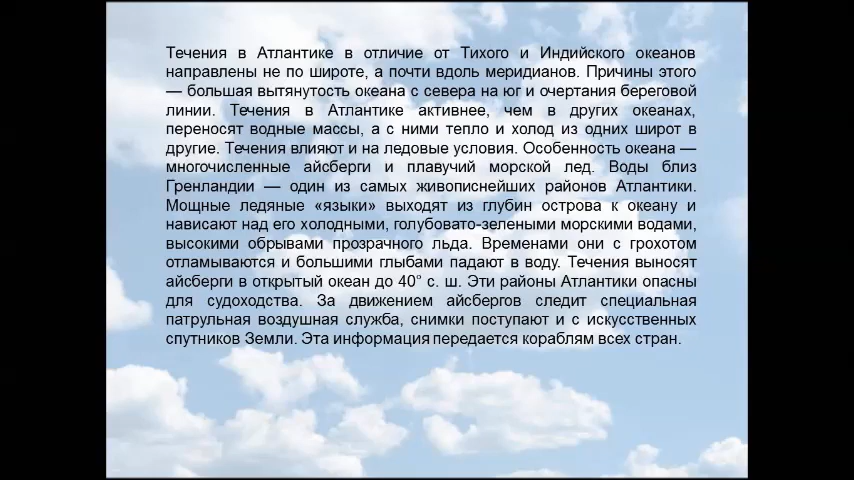 Течения в Атлантике в отличие от Тихого и Индийского океанов
направлены не по широте, а почти вдоль меридианов. Причины этого
— большая вытянутость океана с севера на юг и очертания береговой
линии. Течения в Атлантике активнее, чем в других океанах,
переносят водные массы, а с ними тепло и холод из одних широт в
другие. Течения влияют и на ледовые условия. Особенность океана —
многочисленные айсберги и плавучий морской лед. Воды близ
Гренландии — один из самых живописнейших районов Атлантики.
Мощные ледяные «языки» выходят из глубин острова к океану и
нависают над его холодными, голубовато-зелеными морскими водами,
высокими обрывами прозрачного льда. Временами они с грохотом
отламываются и большими глыбами падают в воду. Течения выносят
айсберги в открытый океан до 40° с. ш. Эти районы Атлантики опасны
для судоходства. За движением айсбергов следит специальная
патрульная воздушная служба, снимки поступают и с искусственных
спутников Земли. Эта информация передается кораблям всех стран.